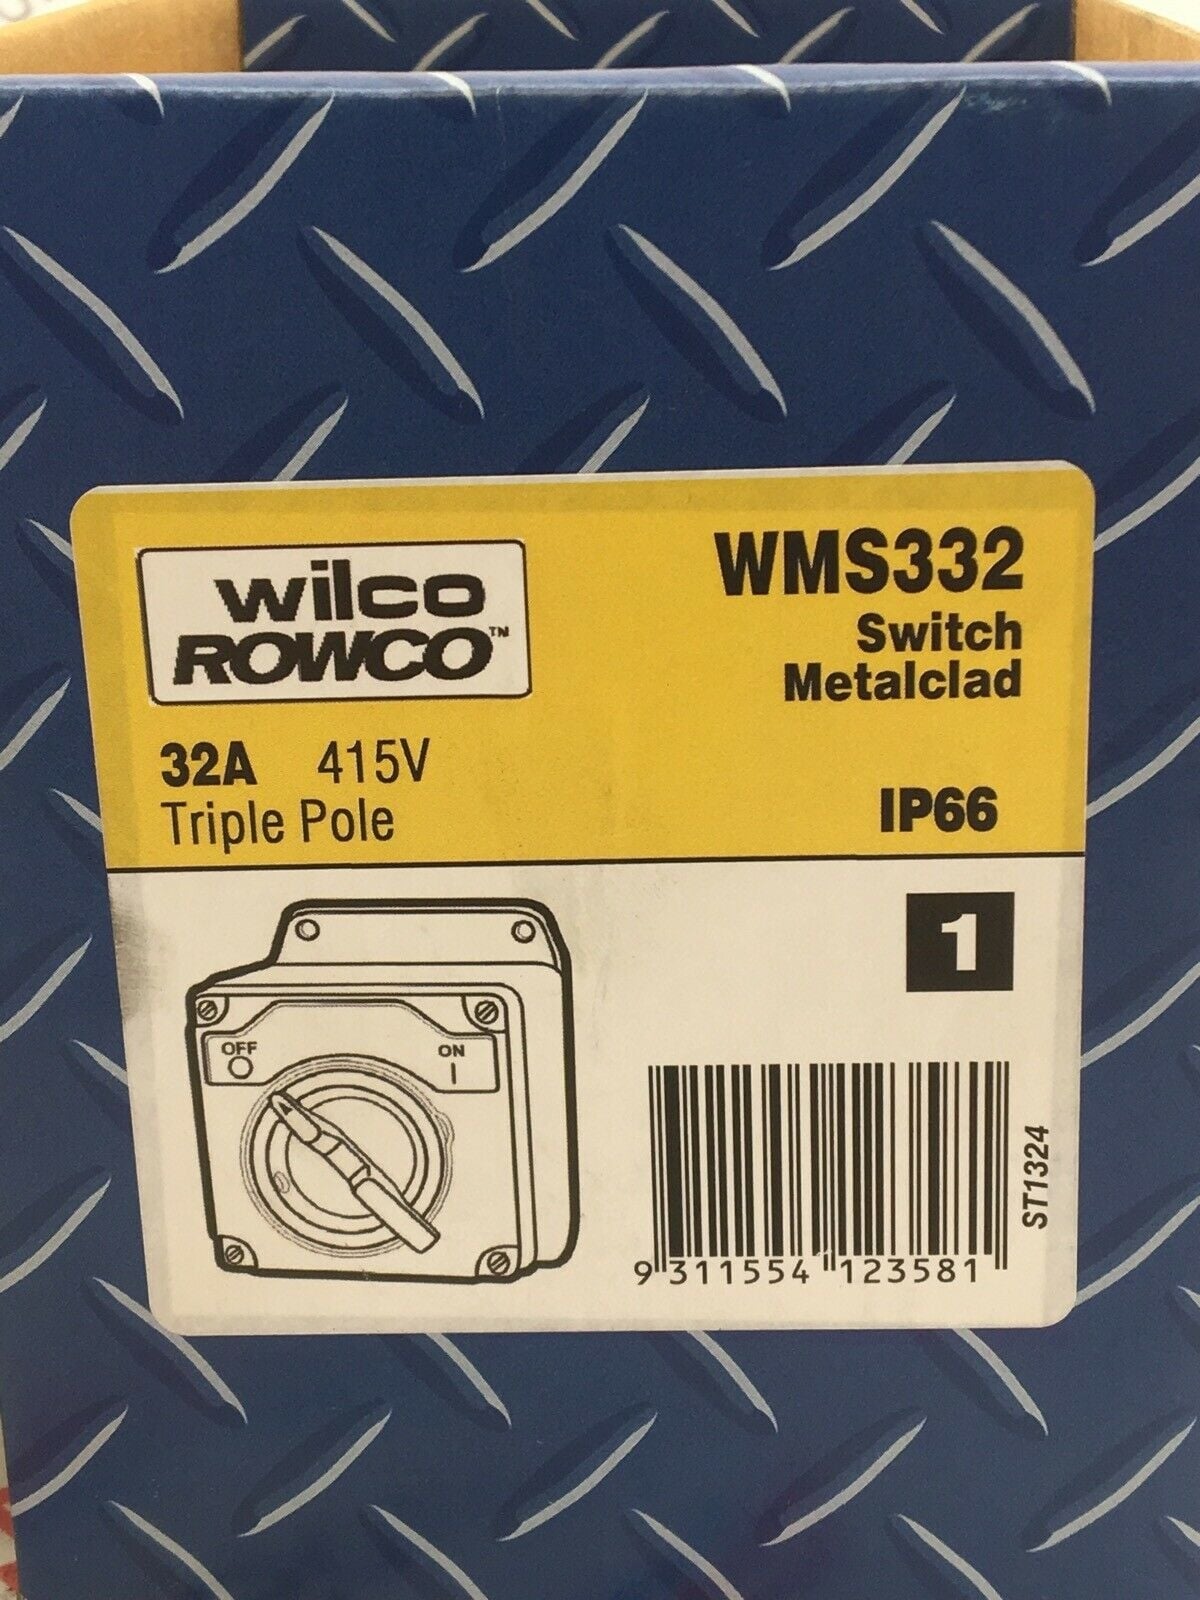 wilco
ROWCO™
WMS332
Switch
Metalclad
32A 415V
Triple Pole
IP66
1
OFF
ON
ST1324
9 311554 123581